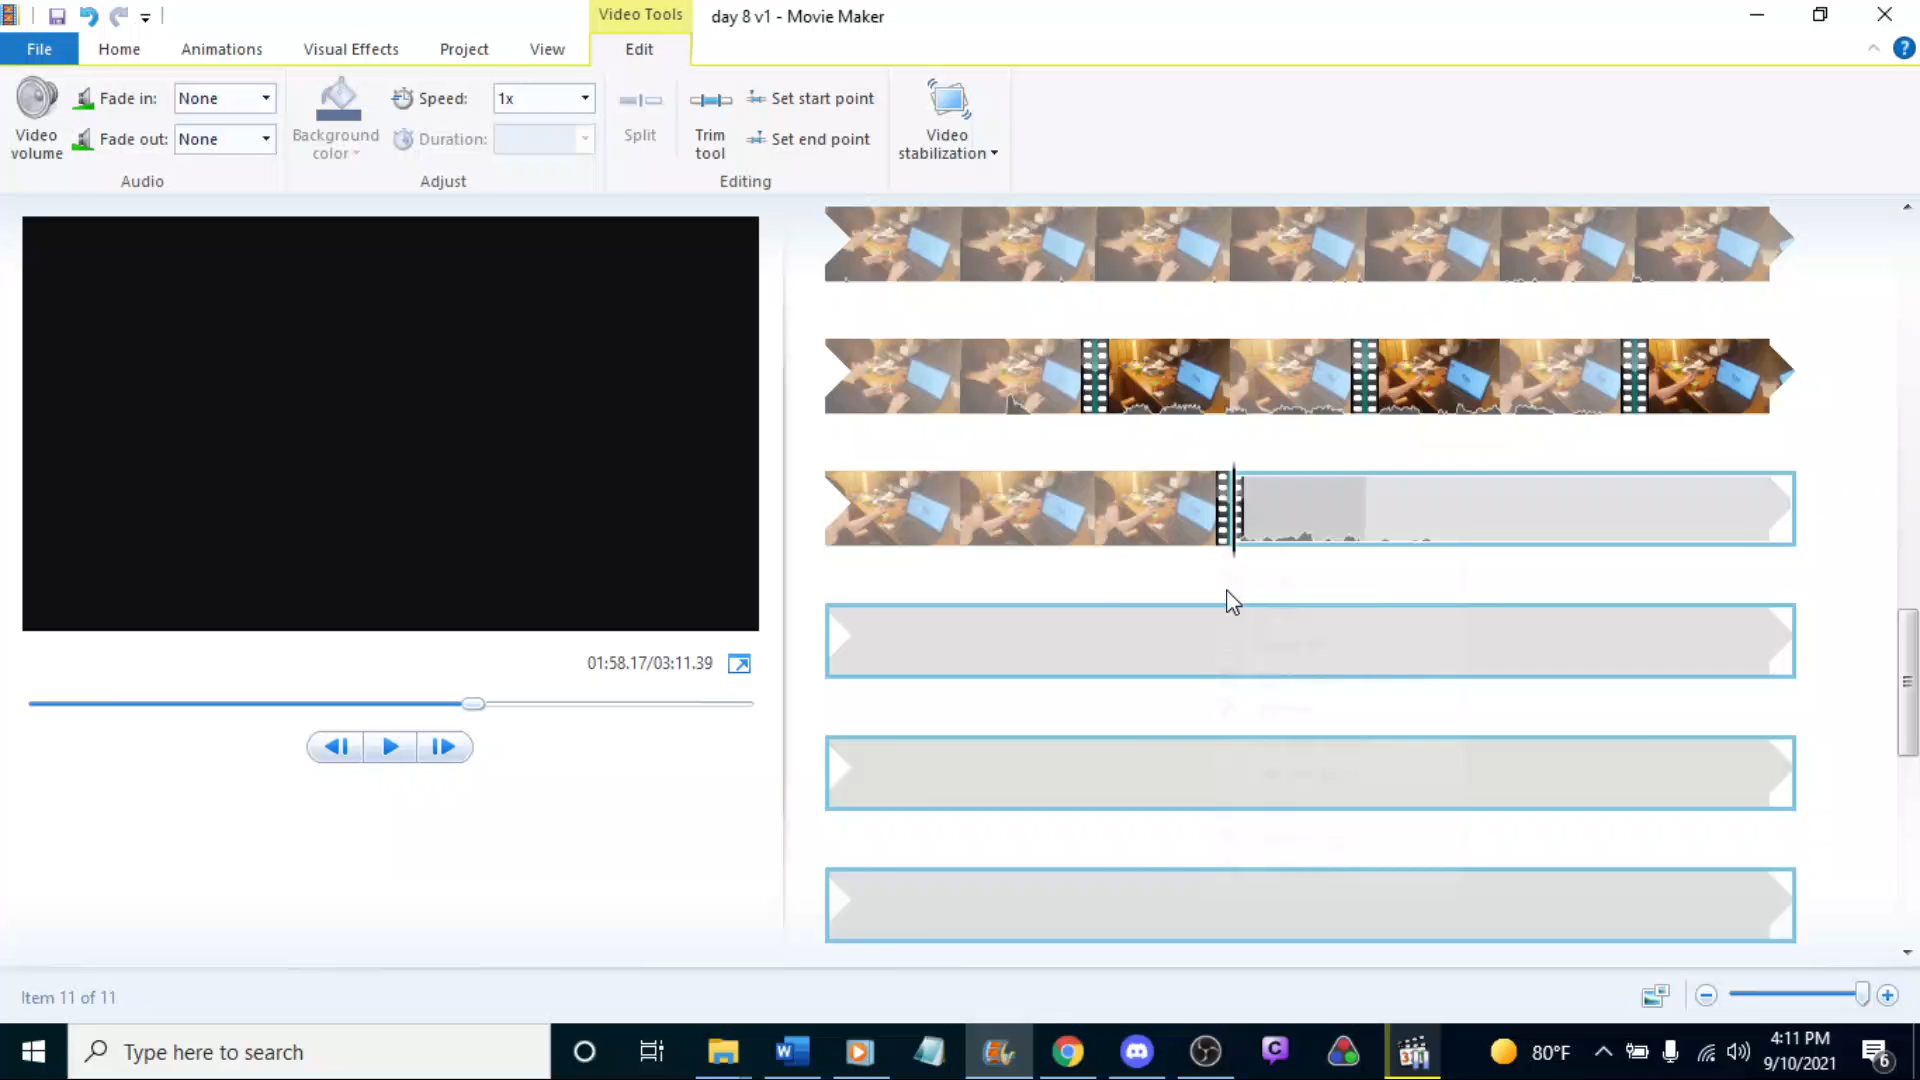 Video Tools
day 8 v1 - Movie Maker
File
Home
Animations
Visual Effects
Project
View
Edit
Video volume
Fade in:
None
Fade out:
None
Audio
Background color
Speed:
1x
Duration:
Adjust
Split
Trim tool
Set start point
Set end point
Editing
Video stabilization
01:58.17/03:11.39
Item 11 of 11
Type here to search
80°F
4:11 PM
9/10/2021
6